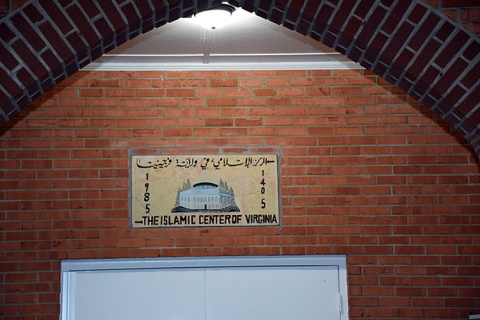 المركز الإسلامي في ولاية فرجينيا
1985
1405
THE ISLAMIC CENTER OF VIRGINIA